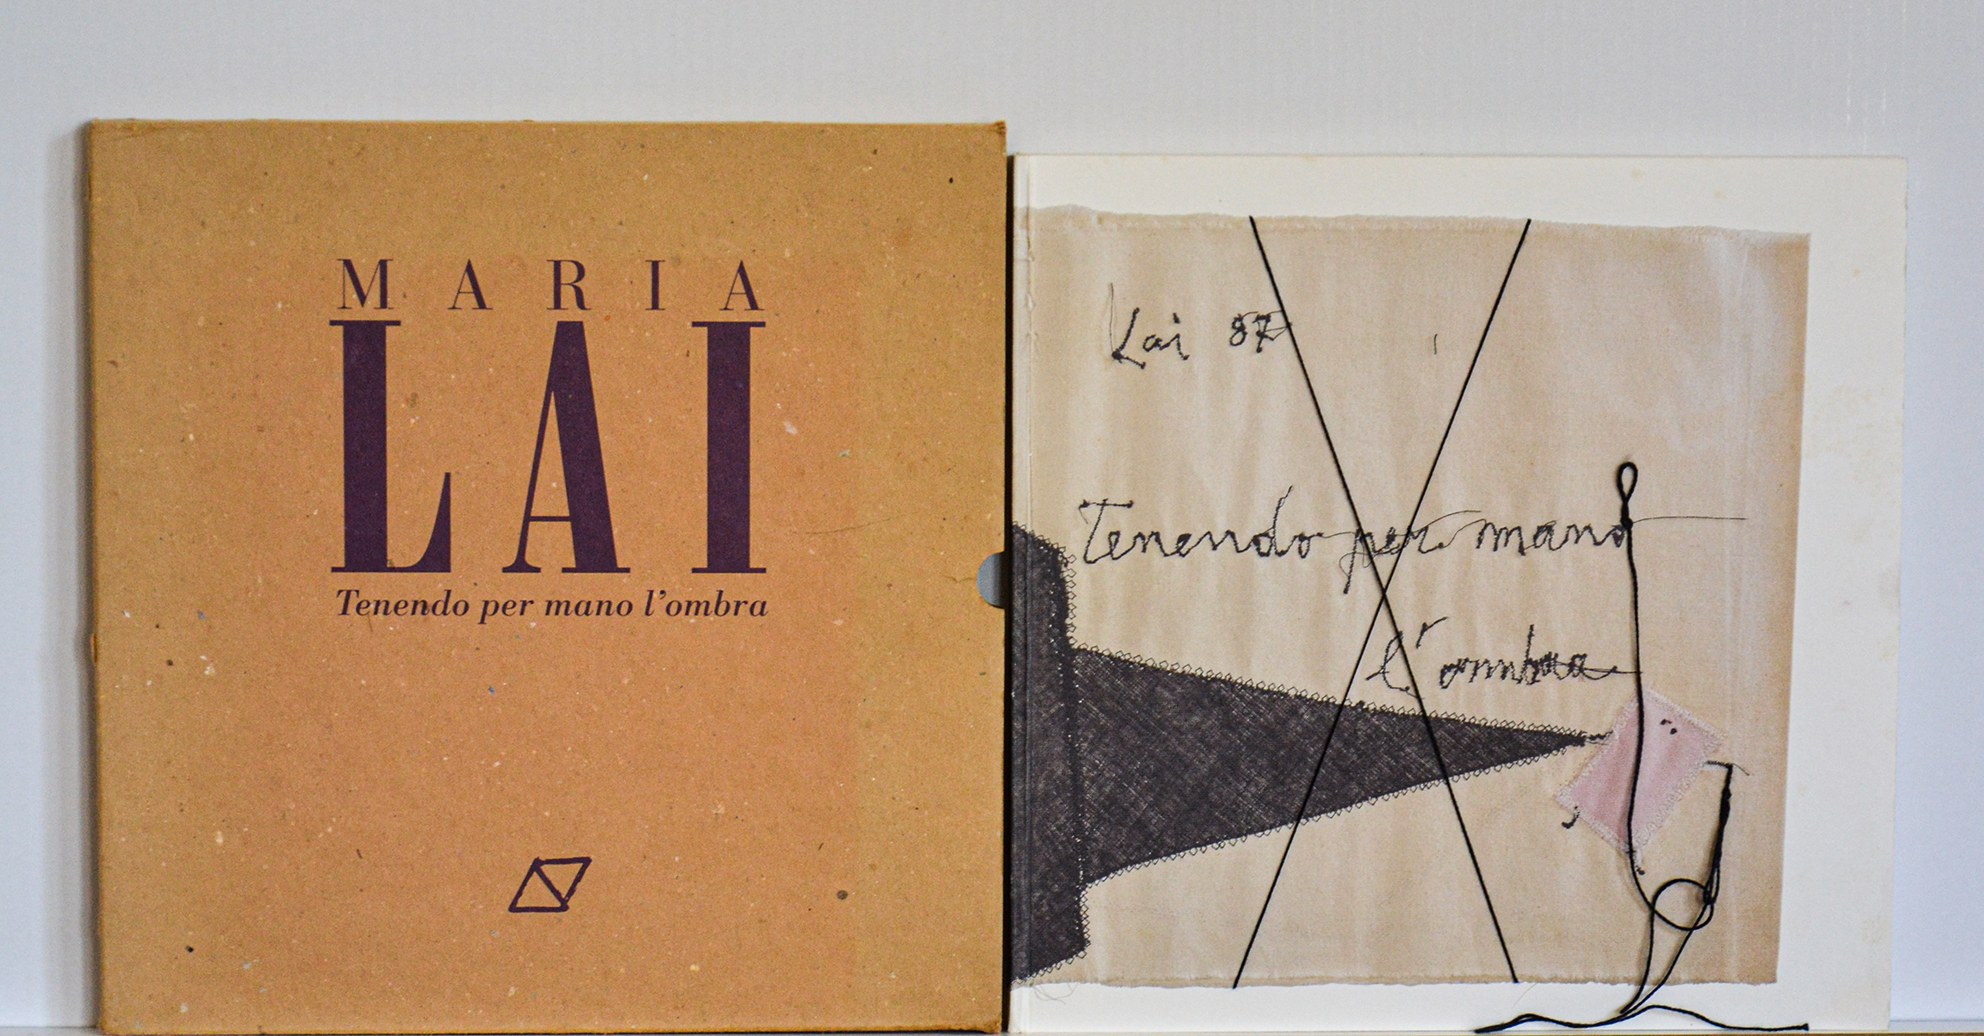 MARIA
LAI
Tenendo per mano l'ombra
Lai 87
Tenendo per mano
l'ombra